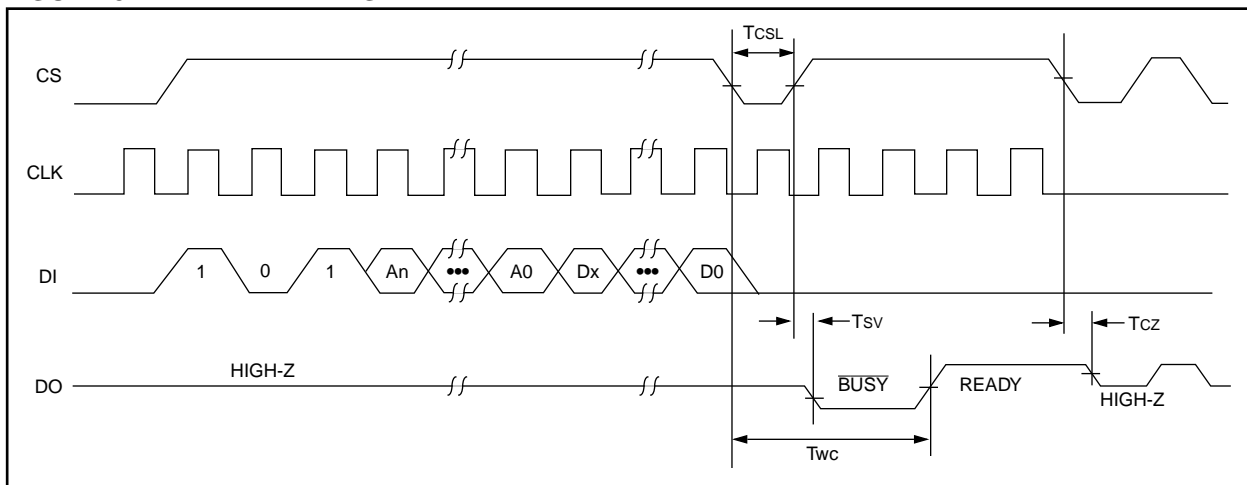 TCSL
CS
CLK
DI 1 0 1 An ••• A0 Dx ••• D0
TSV
TCZ
DO HIGH-Z BUSY READY HIGH-Z
TWC